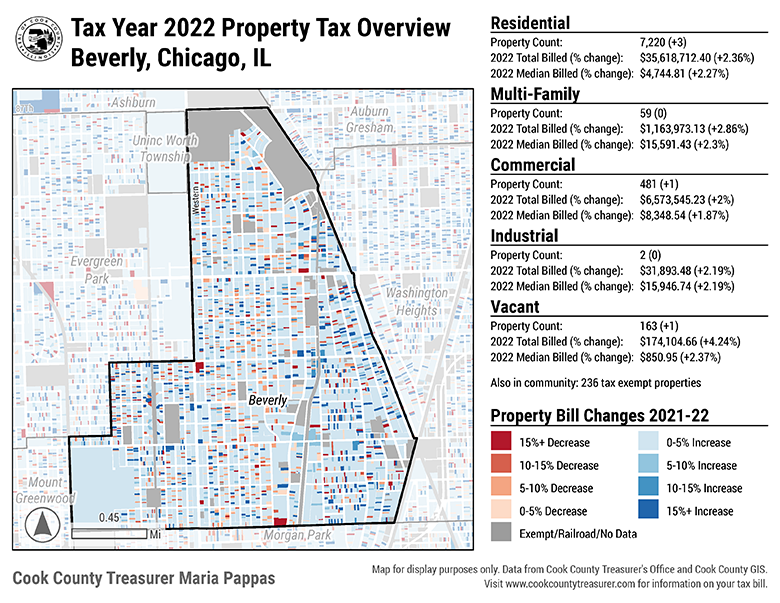 Tax Year 2022 Property Tax Overview
Beverly, Chicago, IL
Ashburn
Auburn
Gresham
Uninc Worth
Township
Western
Evergreen
Park
Washington
Heights
Beverly
Mount
Greenwood
Morgan Park
0.45
Mi
Residential
Property Count: 7,220 (+3)
2022 Total Billed (% change): $35,618,712.40 (+2.36%)
2022 Median Billed (% change): $4,744.81 (+2.27%)
Multi-Family
Property Count: 59 (0)
2022 Total Billed (% change): $1,163,973.13 (+2.86%)
2022 Median Billed (% change): $15,591.43 (+2.3%)
Commercial
Property Count: 481 (+1)
2022 Total Billed (% change): $6,573,545.23 (+2%)
2022 Median Billed (% change): $8,348.54 (+1.87%)
Industrial
Property Count: 2 (0)
2022 Total Billed (% change): $31,893.48 (+2.19%)
2022 Median Billed (% change): $15,946.74 (+2.19%)
Vacant
Property Count: 163 (+1)
2022 Total Billed (% change): $174,104.66 (+4.24%)
2022 Median Billed (% change): $850.95 (+2.37%)
Also in community: 236 tax exempt properties
Property Bill Changes 2021-22
15%+ Decrease
10-15% Decrease
5-10% Decrease
0-5% Decrease
Exempt/Railroad/No Data
0-5% Increase
5-10% Increase
10-15% Increase
15%+ Increase
Cook County Treasurer Maria Pappas
Map for display purposes only. Data from Cook County Treasurer's Office and Cook County GIS.
Visit www.cookcountytreasurer.com for information on your tax bill.